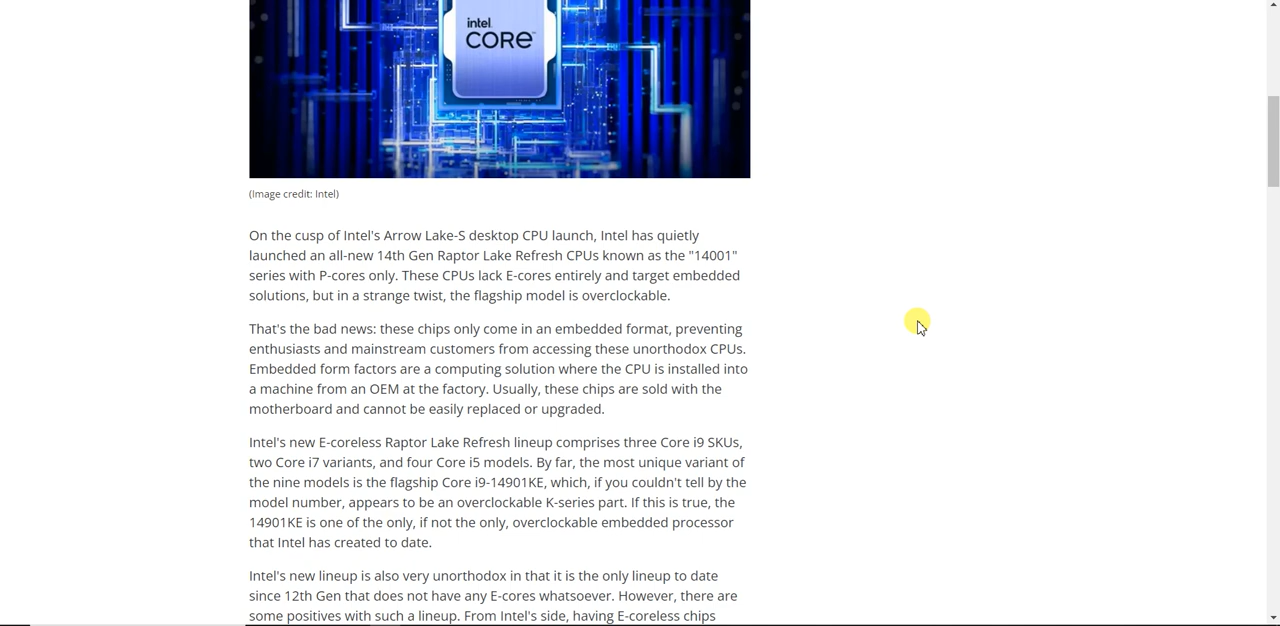 intel
CORE
(Image credit: Intel)
On the cusp of Intel's Arrow Lake-S desktop CPU launch, Intel has quietly
launched an all-new 14th Gen Raptor Lake Refresh CPUs known as the "14001"
series with P-cores only. These CPUs lack E-cores entirely and target embedded
solutions, but in a strange twist, the flagship model is overclockable.
That's the bad news: these chips only come in an embedded format, preventing
enthusiasts and mainstream customers from accessing these unorthodox CPUs.
Embedded form factors are a computing solution where the CPU is installed into
a machine from an OEM at the factory. Usually, these chips are sold with the
motherboard and cannot be easily replaced or upgraded.
Intel's new E-coreless Raptor Lake Refresh lineup comprises three Core i9 SKUs,
two Core i7 variants, and four Core i5 models. By far, the most unique variant of
the nine models is the flagship Core i9-14901KE, which, if you couldn't tell by the
model number, appears to be an overclockable K-series part. If this is true, the
14901KE is one of the only, if not the only, overclockable embedded processor
that Intel has created to date.
Intel's new lineup is also very unorthodox in that it is the only lineup to date
since 12th Gen that does not have any E-cores whatsoever. However, there are
some positives with such a lineup. From Intel's side, having E-coreless chips